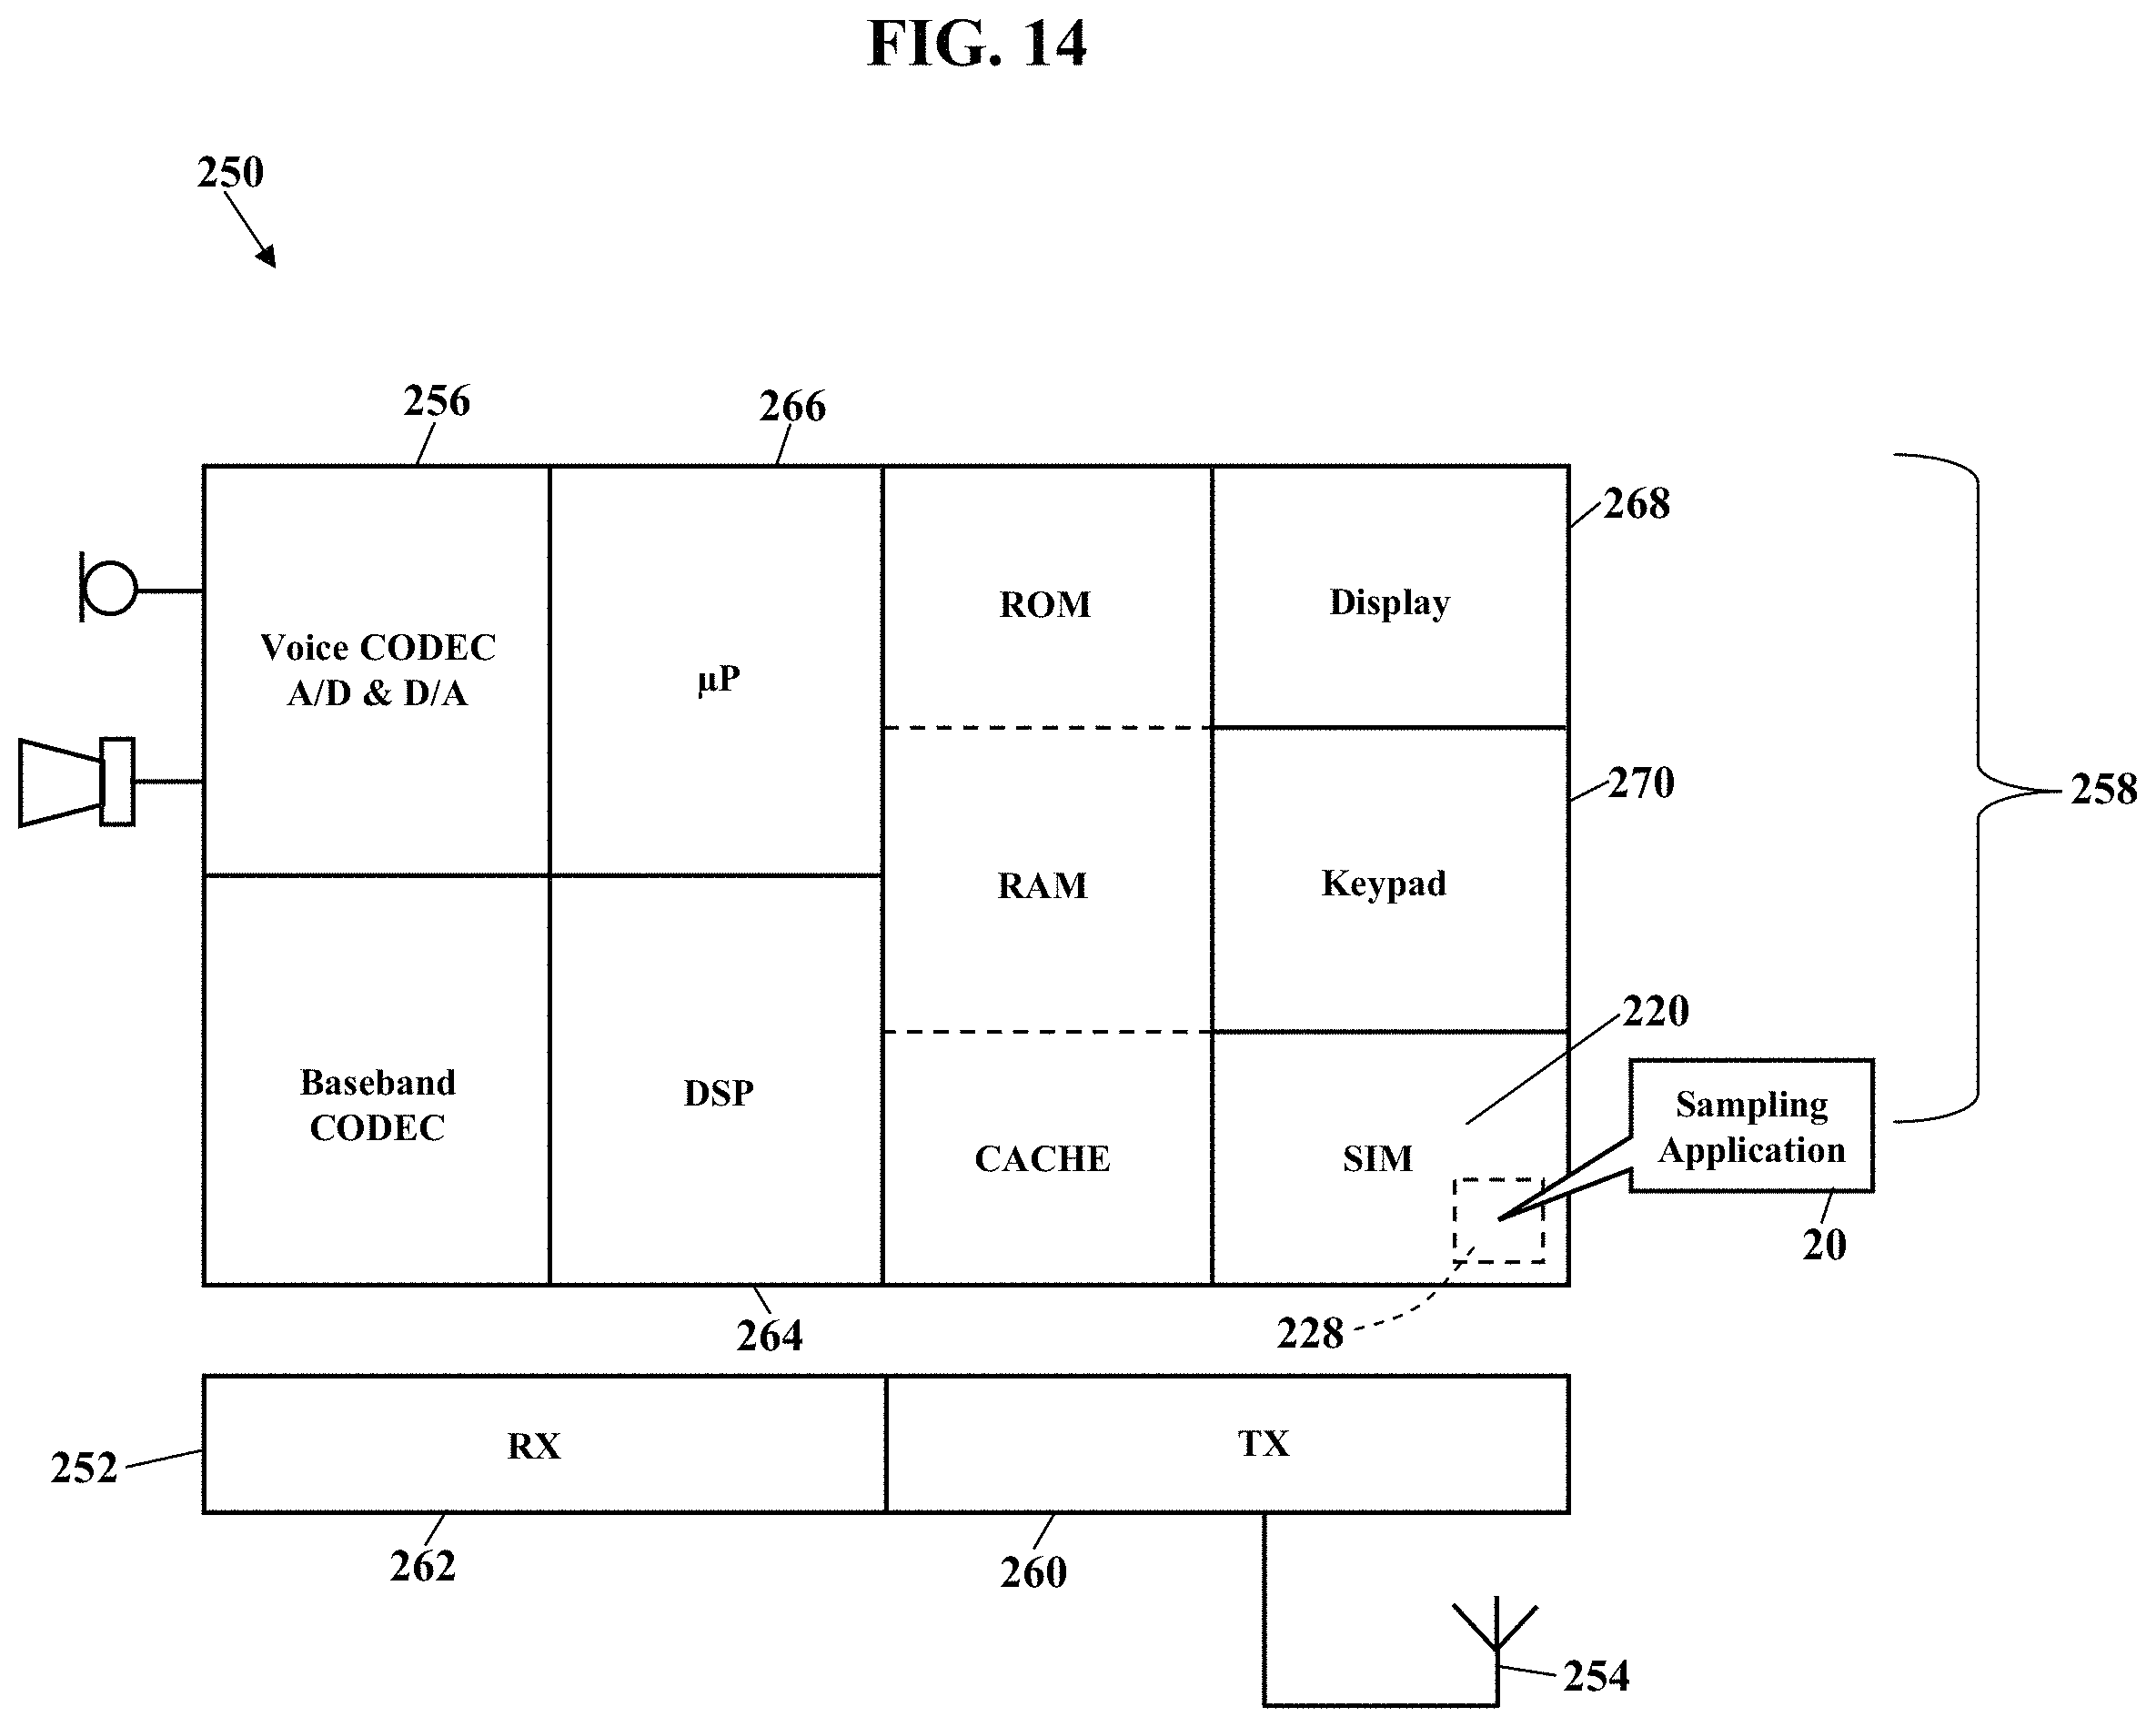 FIG. 14
250
256
266
268
ROM
Display
Voice CODEC
A/D & D/A
μP
270
258
RAM
Keypad
220
Baseband
CODEC
DSP
CACHE
SIM
Sampling
Application
20
264
228
252
RX
TX
262
260
254